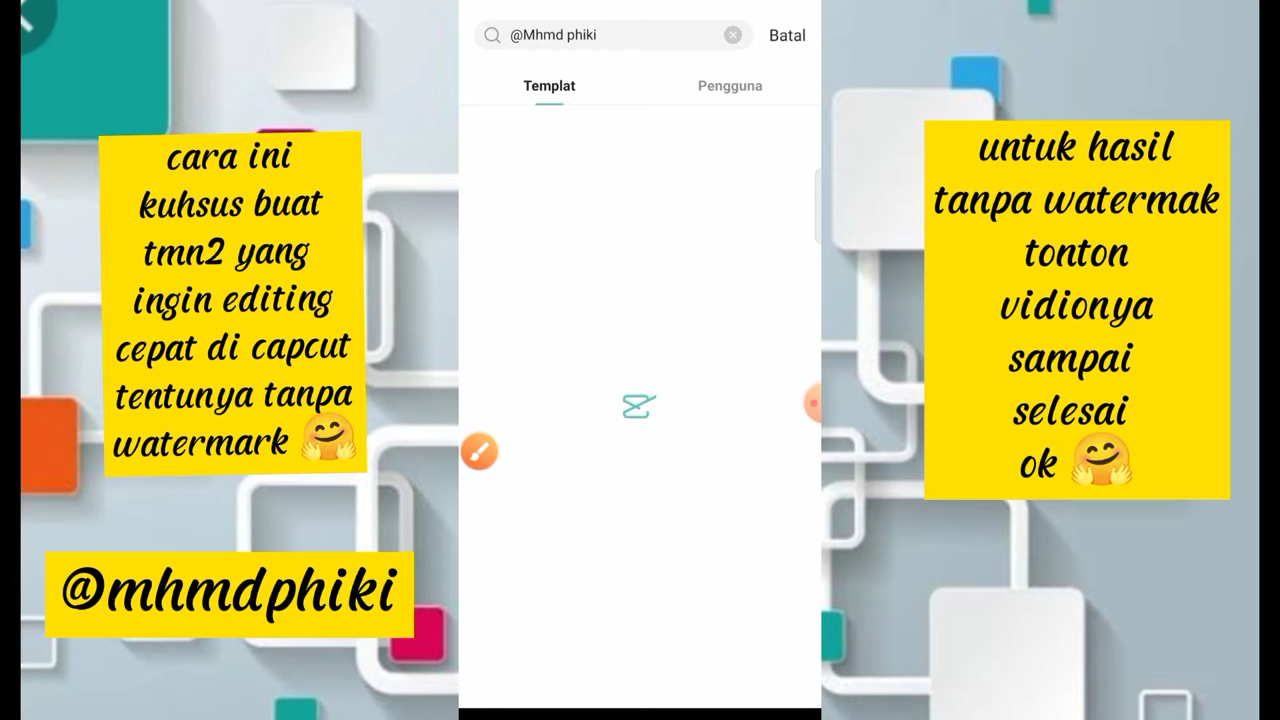 @Mhmd phiki
Batal
Templat
Pengguna
cara ini
kuhsus buat
tmn2 yang
ingin editing
cepat di capcut
tentunya tanpa
watermark 🤗
@mhmdphiki
untuk hasil
tanpa watermak
tonton
vidionya
sampai
selesai
ok 🤗